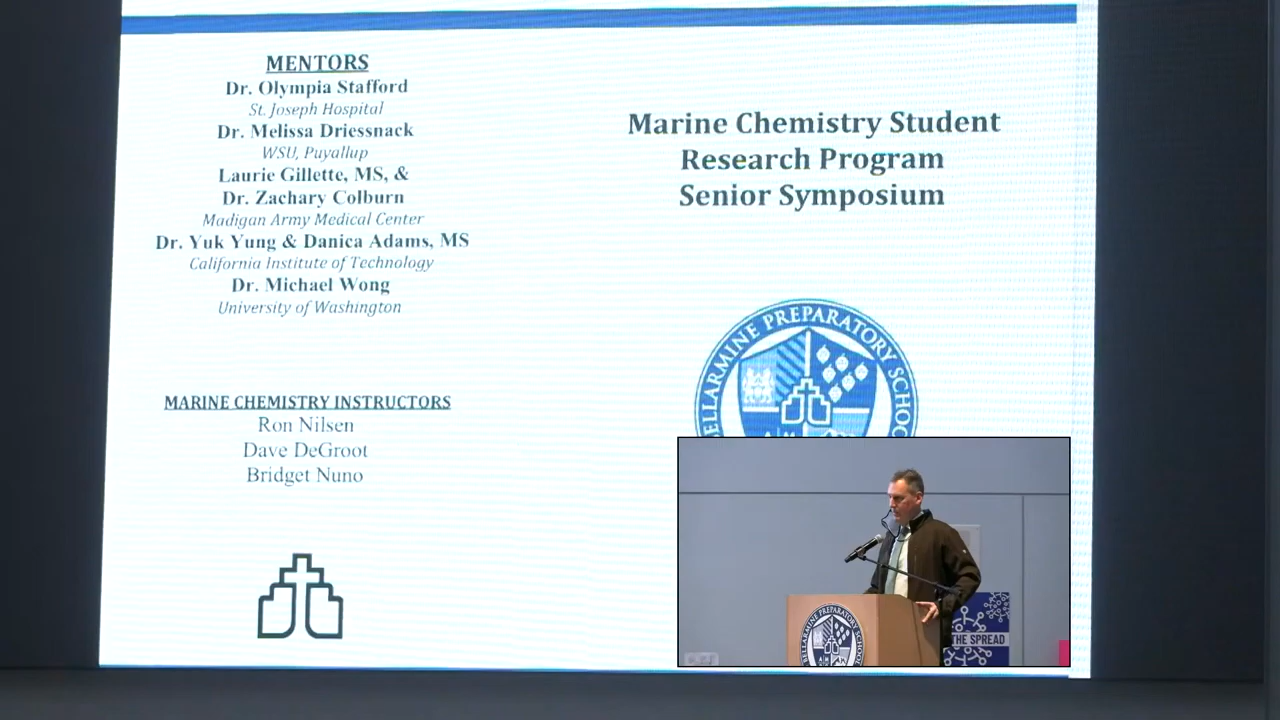 MENTORS
Dr. Olympia Stafford
St. Joseph Hospital
Dr. Melissa Driessnack
WSU, Puyallup
Laurie Gillette, MS, &
Dr. Zachary Colburn
Madigan Army Medical Center
Dr. Yuk Yung & Danica Adams, MS
California Institute of Technology
Dr. Michael Wong
University of Washington
MARINE CHEMISTRY INSTRUCTORS
Ron Nilsen
Dave DeGroot
Bridget Nuno
Marine Chemistry Student
Research Program
Senior Symposium
BELLARMINE PREPARATORY SCHOO
BELLARMINE PREPARATORY SCHOOL
THE SPREAD